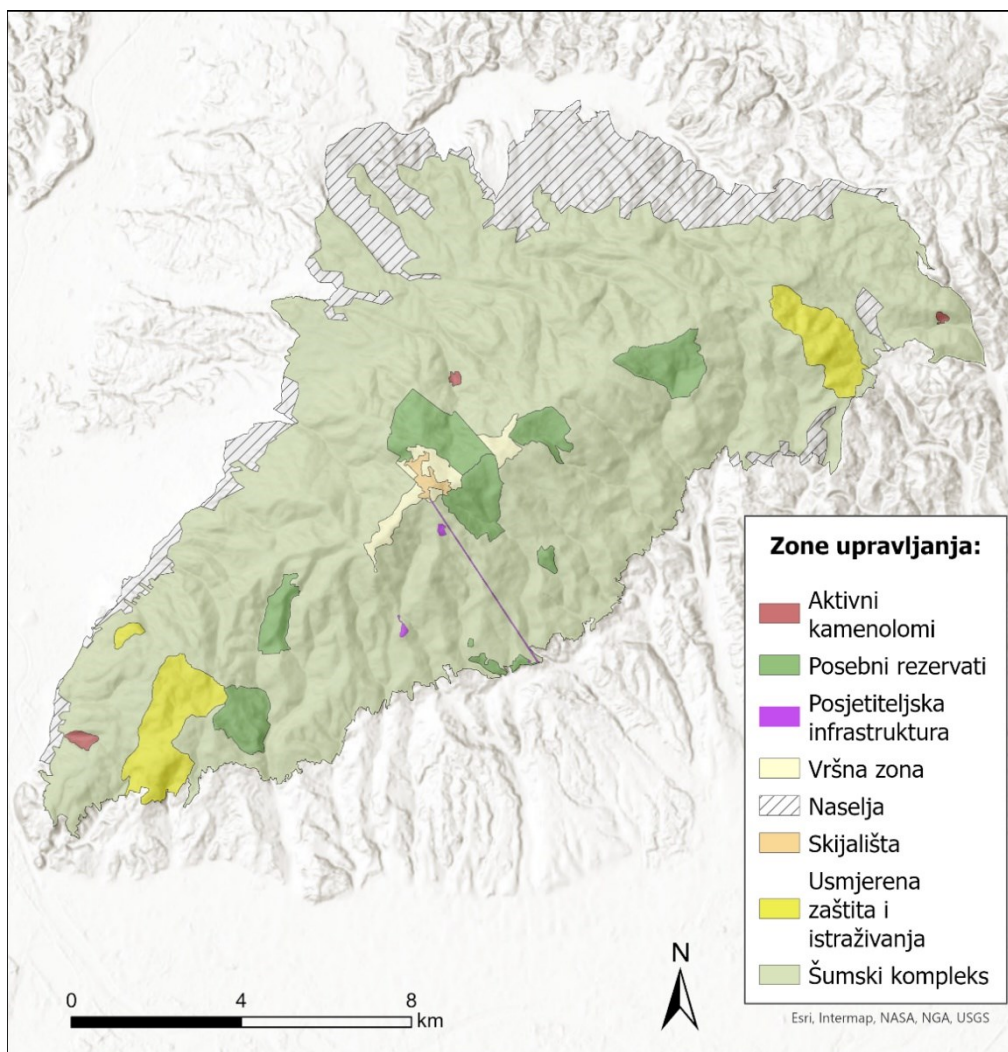 Zone upravljanja:
Aktivni
kamenolomi
Posebni rezervati
Posjetiteljska
infrastruktura
Vršna zona
Naselja
Skijališta
Usmjerena
zaštita i
istraživanja
Šumski kompleks
N
0 4 8
km
Esri, Intermap, NASA, NGA, USGS